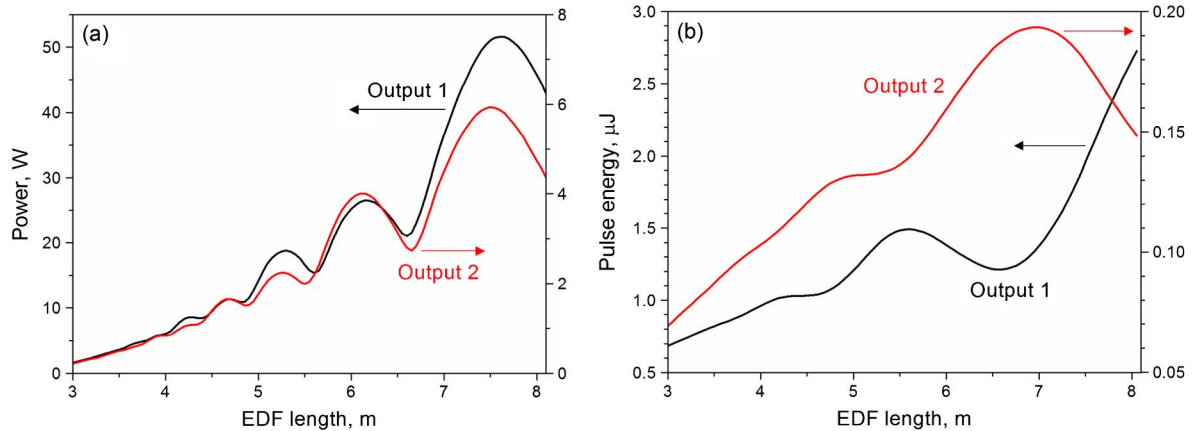 (a)
Power, W
50
40
30
20
10
0
8
6
4
2
0
Output 1
Output 2
3 4 5 6 7 8
EDF length, m
(b)
Pulse energy, μJ
3.0
2.5
2.0
1.5
1.0
0.5
0.20
0.15
0.10
0.05
Output 2
Output 1
3 4 5 6 7 8
EDF length, m